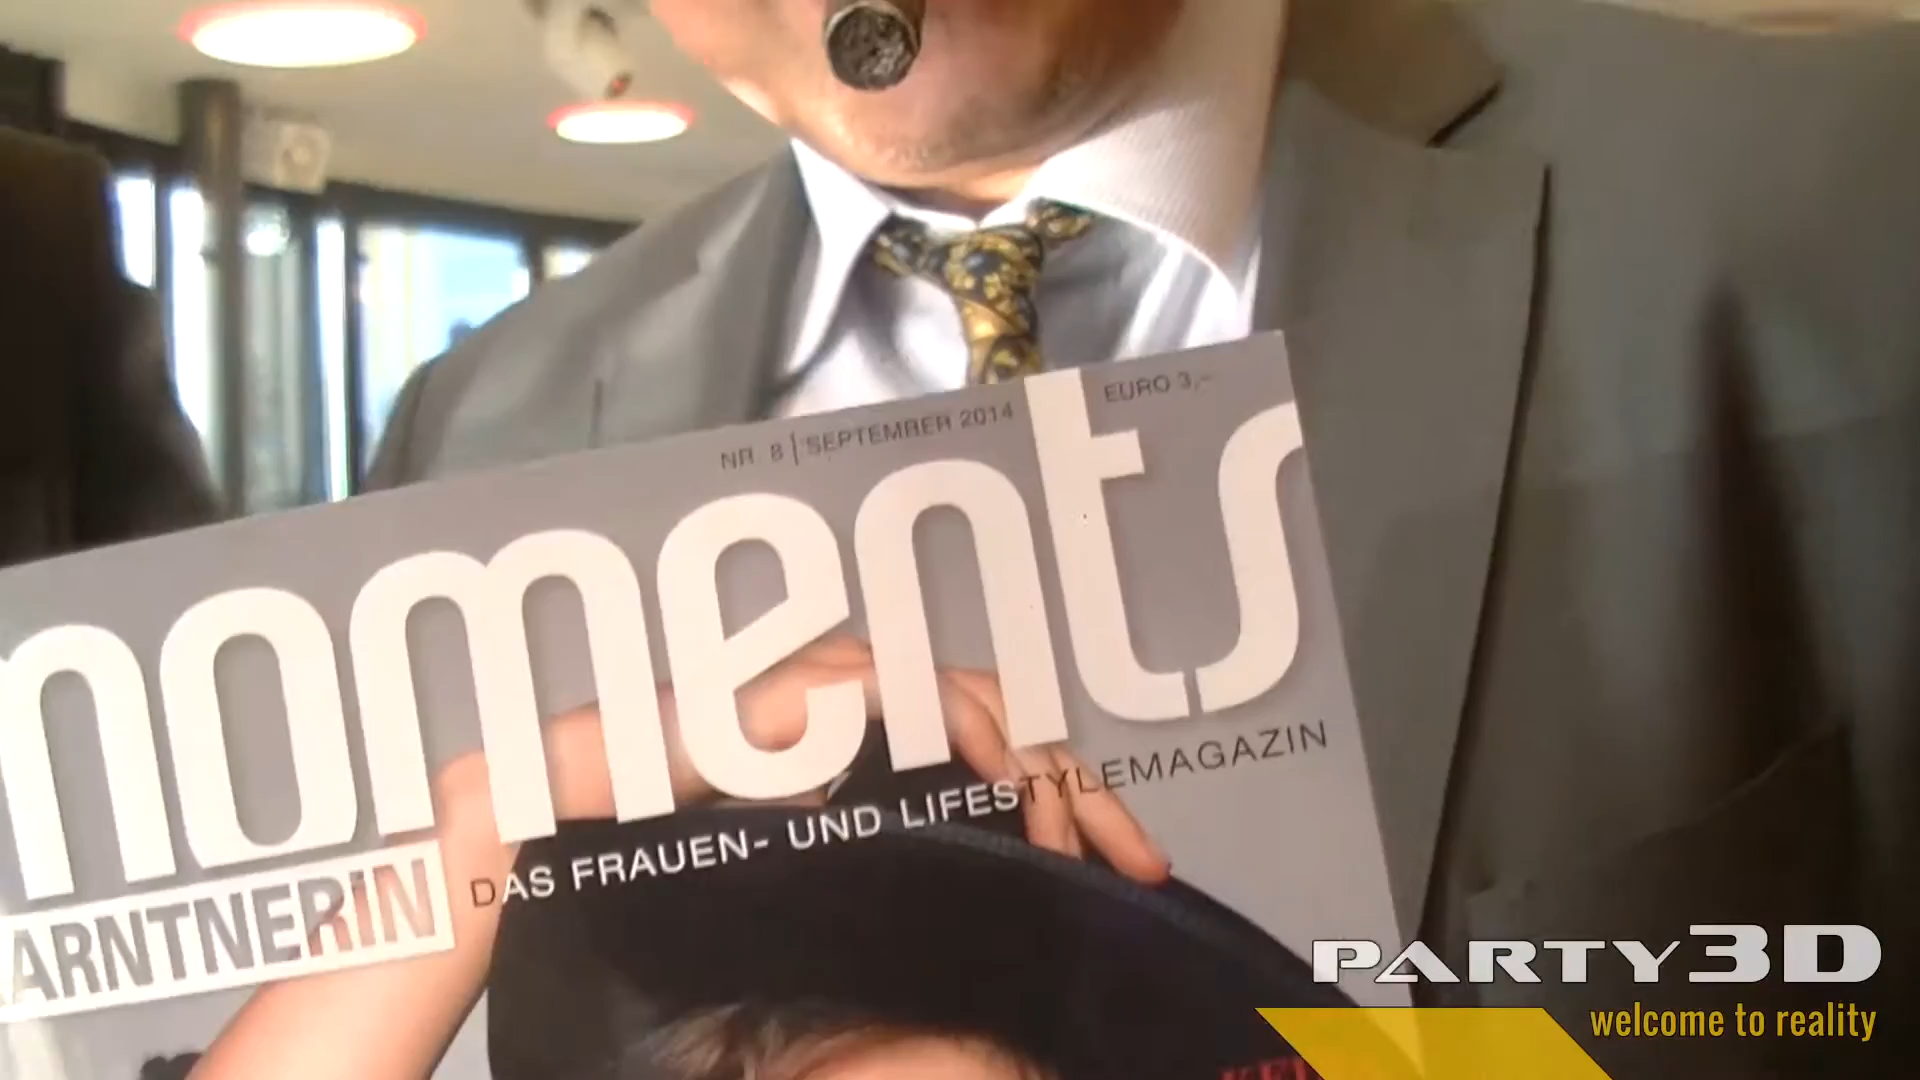 NR. 8 | SEPTEMBER 2014
EURO 3,-
moments
DAS FRAUEN- UND LIFESTYLEMAGAZIN
ARNTNERIN
PARTY3D
welcome to reality